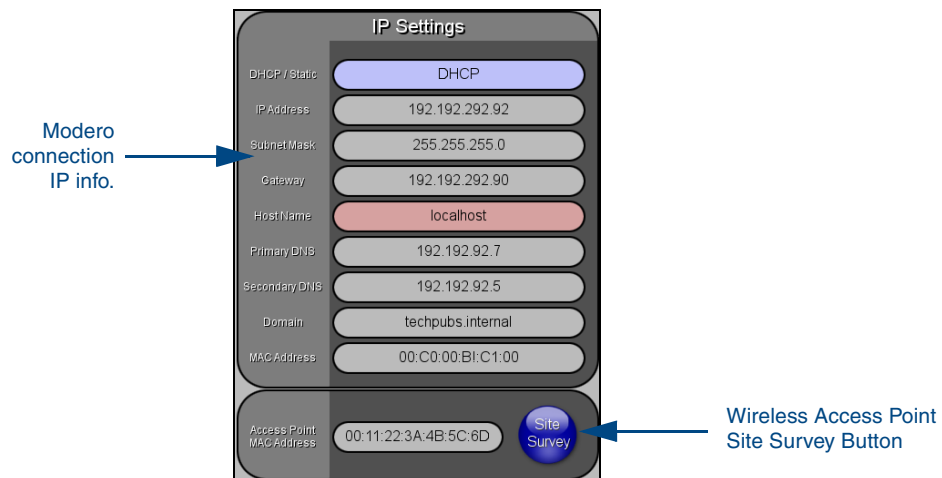 IP Settings
DHCP / Static
DHCP
IP Address
192.192.292.92
Subnet Mask
255.255.255.0
Gateway
192.192.292.90
Host Name
localhost
Primary DNS
192.192.92.7
Secondary DNS
192.192.92.5
Domain
techpubs.internal
MAC Address
00:C0:00:B!:C1:00
Modero
connection
IP info.
Access Point
MAC Address
00:11:22:3A:4B:5C:6D
Site
Survey
Wireless Access Point
Site Survey Button